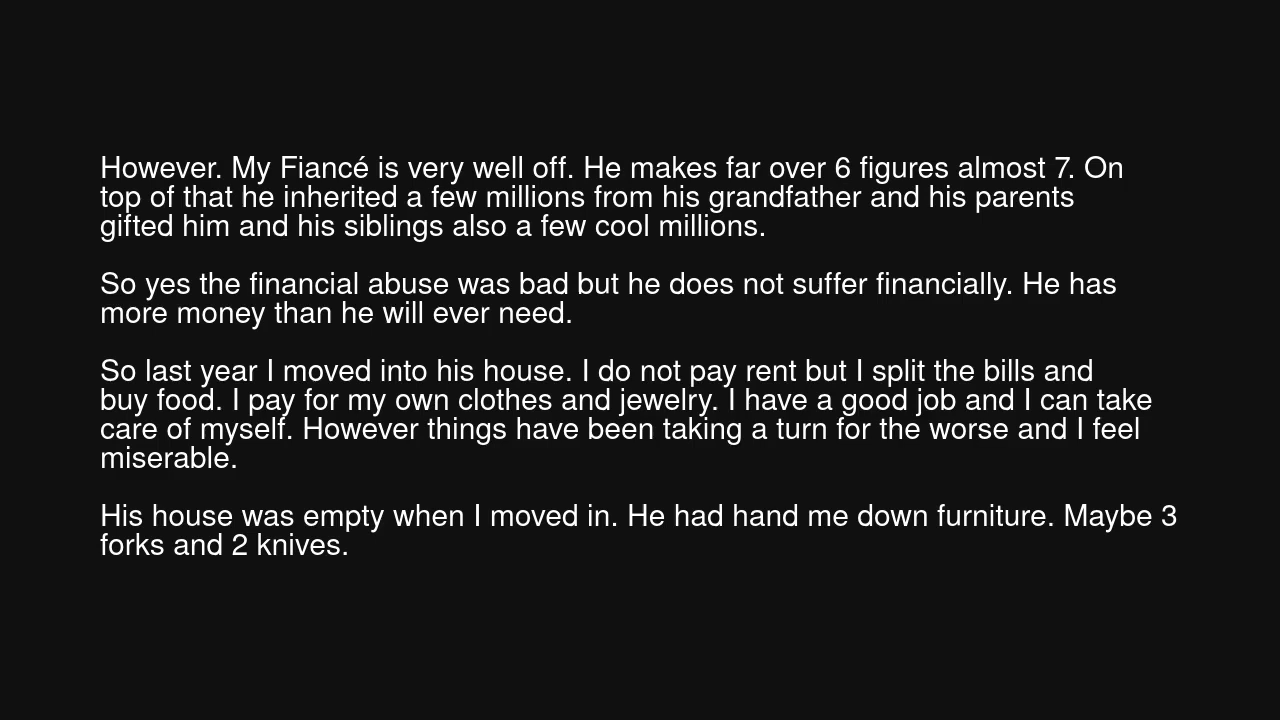 However. My Fiancé is very well off. He makes far over 6 figures almost 7. On
top of that he inherited a few millions from his grandfather and his parents
gifted him and his siblings also a few cool millions.
So yes the financial abuse was bad but he does not suffer financially. He has
more money than he will ever need.
So last year I moved into his house. I do not pay rent but I split the bills and
buy food. I pay for my own clothes and jewelry. I have a good job and I can take
care of myself. However things have been taking a turn for the worse and I feel
miserable.
His house was empty when I moved in. He had hand me down furniture. Maybe 3
forks and 2 knives.